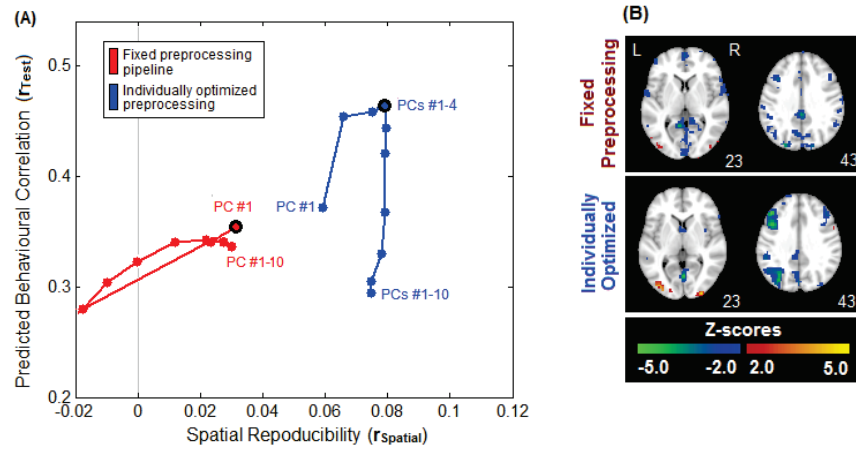 (A)
Fixed preprocessing
pipeline
Individually optimized
preprocessing
PCs #1-4
PC #1
PC #1
PC #1-10
PCs #1-10
0.5
0.4
0.3
0.2
-0.02
0
0.02
0.04
0.06
0.08
0.1
0.12
Predicted Behavioural Correlation (rTest)
Spatial Repoducibility (rSpatial)
(B)
Fixed
Preprocessing
L
R
23
43
Individually
Optimized
23
43
Z-scores
-5.0
-2.0
2.0
5.0